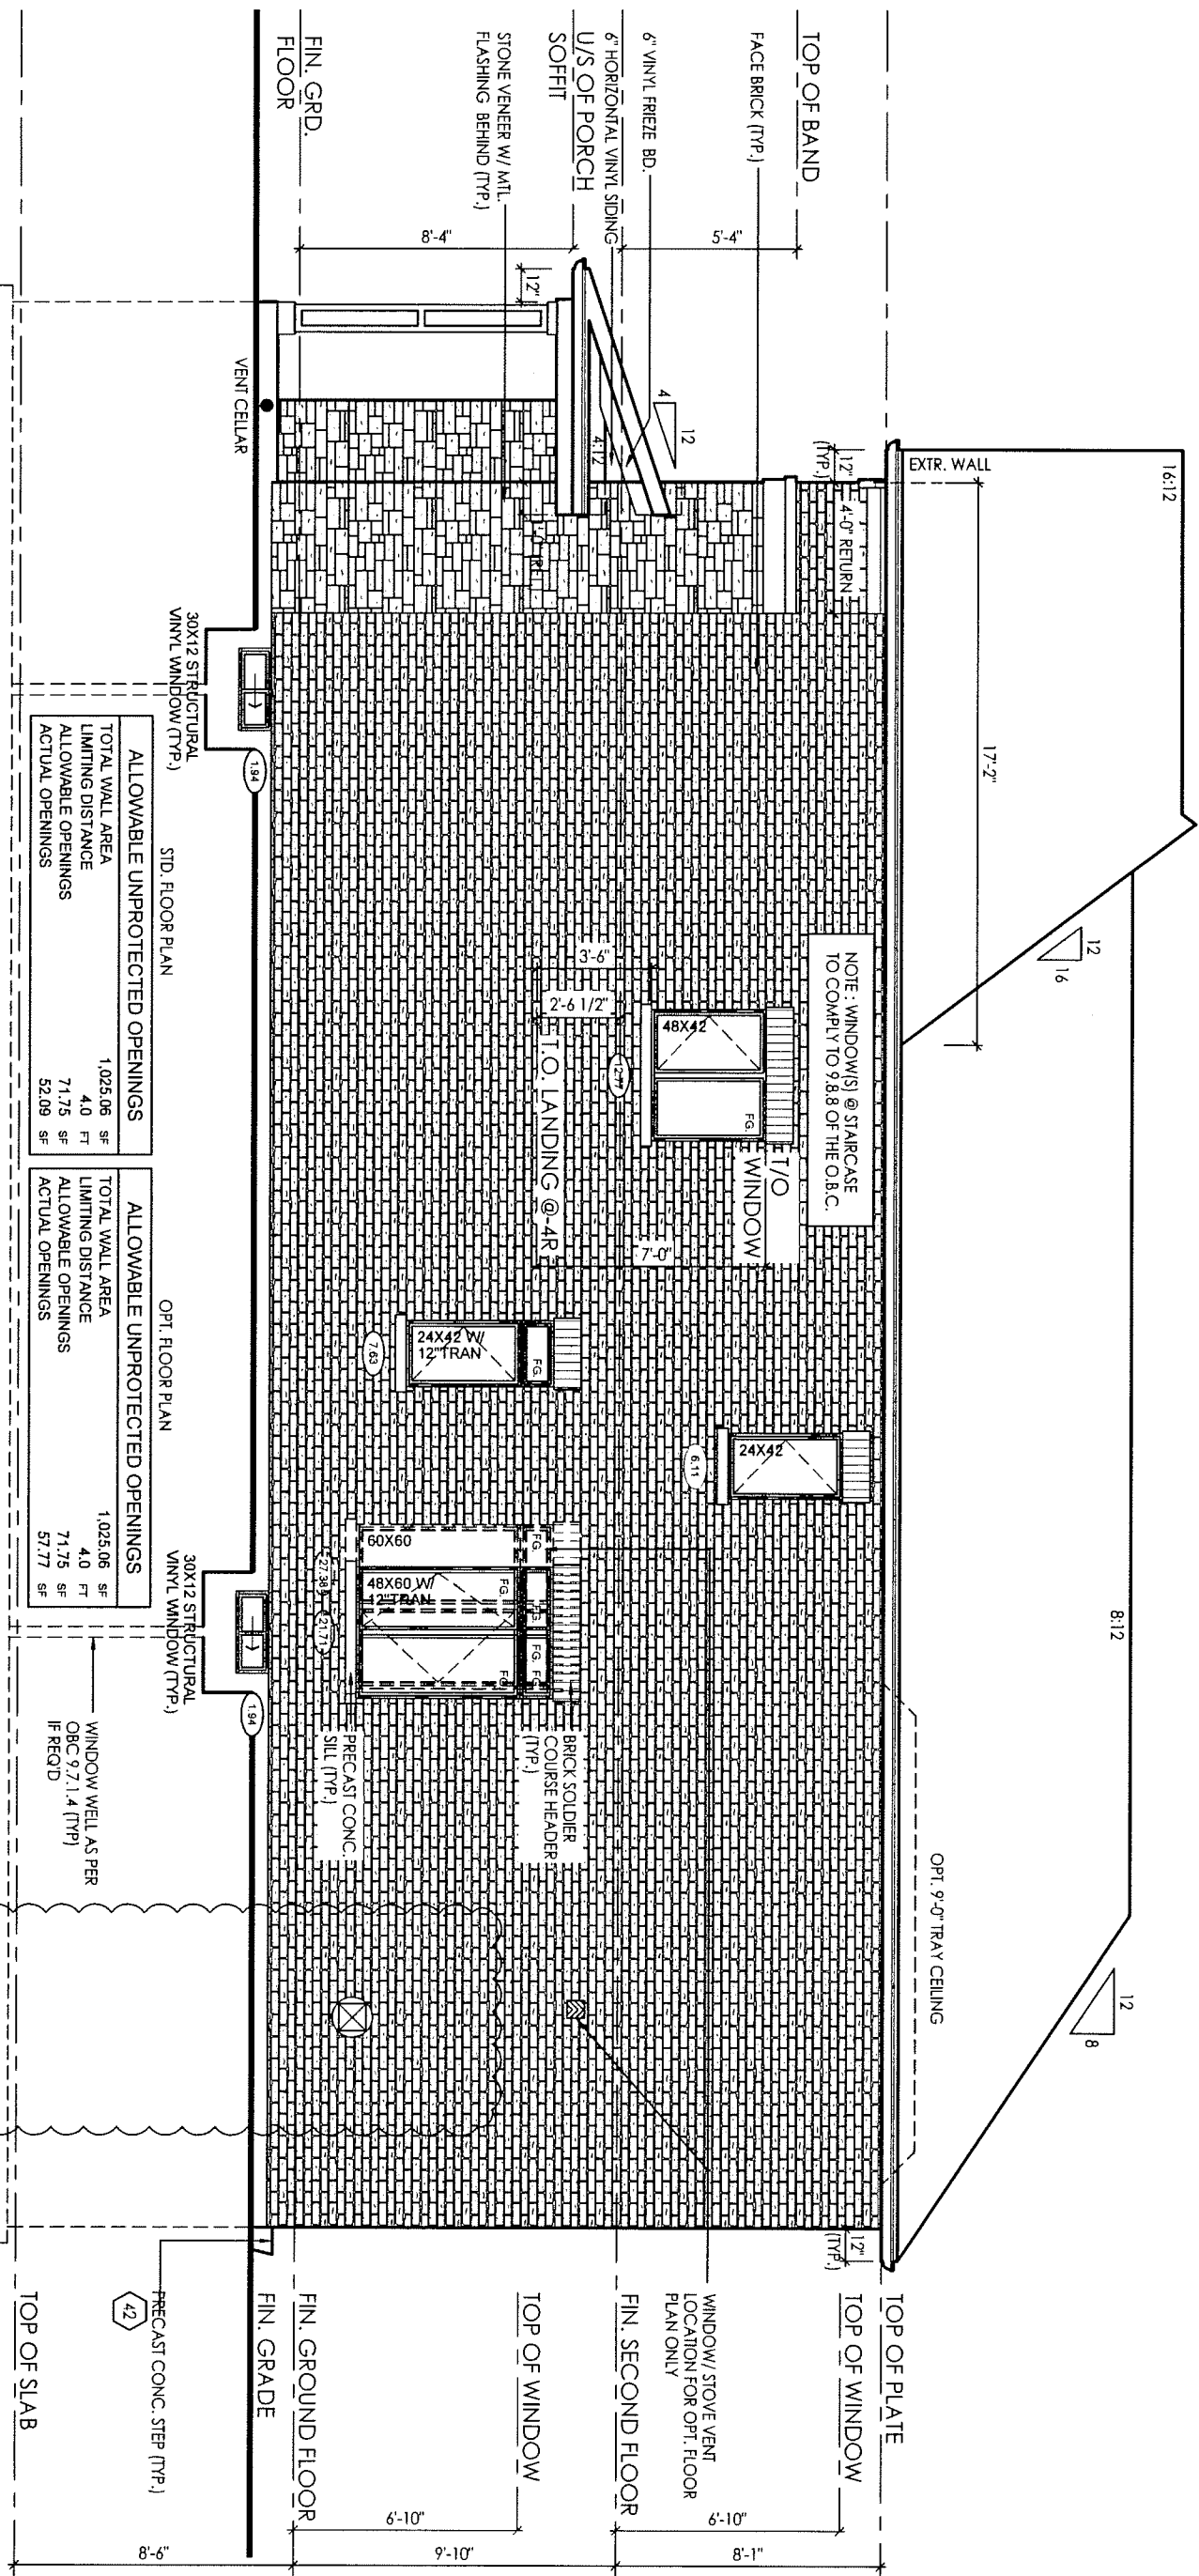 16:12
8:12
12
16
12
8
17'-2"
EXTR. WALL
12"
(TYP.)
4'-0" RETURN
OPT. 9'-0" TRAY CEILING
TOP OF BAND
FACE BRICK (TYP.)
6" VINYL FRIEZE BD.
6" HORIZONTAL VINYL SIDING
U/S OF PORCH
SOFFIT
STONE VENEER W/ MTL.
FLASHING BEHIND (TYP.)
FIN. GRD.
FLOOR
5'-4"
8'-4"
12"
4
12
4:12
VENT CELLAR
NOTE : WINDOW(S) @ STAIRCASE
TO COMPLY TO 9.8.8 OF THE O.B.C.
48X42
FG.
12.77
3'-6"
2'-6 1/2"
T/O
WINDOW
7'-0"
T.O. LANDING @-4R
24X42 W/
12"TRAN
FG.
7.63
24X42
6.11
60X60
FG.
48X60 W/
12"TRAN
FG.
FG.
FG.
FG.
FG.
27.38
21.71
BRICK SOLDIER
COURSE HEADER
(TYP.)
PRECAST CONC.
SILL (TYP.)
WINDOW/ STOVE VENT
LOCATION FOR OPT. FLOOR
PLAN ONLY
12"
(TYP.)
TOP OF PLATE
TOP OF WINDOW
FIN. SECOND FLOOR
TOP OF WINDOW
FIN. GROUND FLOOR
FIN. GRADE
PRECAST CONC. STEP (TYP.)
42
TOP OF SLAB
6'-10"
8'-1"
6'-10"
9'-10"
8'-6"
30X12 STRUCTURAL
VINYL WINDOW (TYP.)
1.94
30X12 STRUCTURAL
VINYL WINDOW (TYP.)
1.94
WINDOW WELL AS PER
OBC 9.7.1.4 (TYP)
IF REQ'D
STD. FLOOR PLAN
ALLOWABLE UNPROTECTED OPENINGS
TOTAL WALL AREA 1,025.06 SF
LIMITING DISTANCE 4.0 FT
ALLOWABLE OPENINGS 71.75 SF
ACTUAL OPENINGS 52.09 SF
OPT. FLOOR PLAN
ALLOWABLE UNPROTECTED OPENINGS
TOTAL WALL AREA 1,025.06 SF
LIMITING DISTANCE 4.0 FT
ALLOWABLE OPENINGS 71.75 SF
ACTUAL OPENINGS 57.77 SF